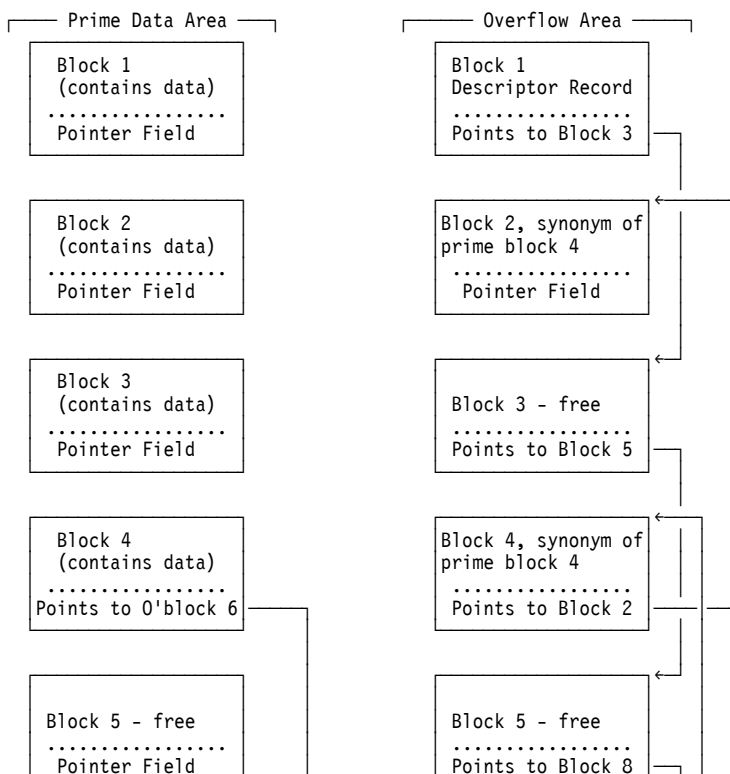 Prime Data Area
Block 1
(contains data)
.................
Pointer Field
Block 2
(contains data)
.................
Pointer Field
Block 3
(contains data)
.................
Pointer Field
Block 4
(contains data)
.................
Points to O'block 6
Block 5 - free
.................
Pointer Field
Overflow Area
Block 1
Descriptor Record
.................
Points to Block 3
Block 2, synonym of
prime block 4
.................
Pointer Field
Block 3 - free
.................
Points to Block 5
Block 4, synonym of
prime block 4
.................
Points to Block 2
Block 5 - free
.................
Points to Block 8